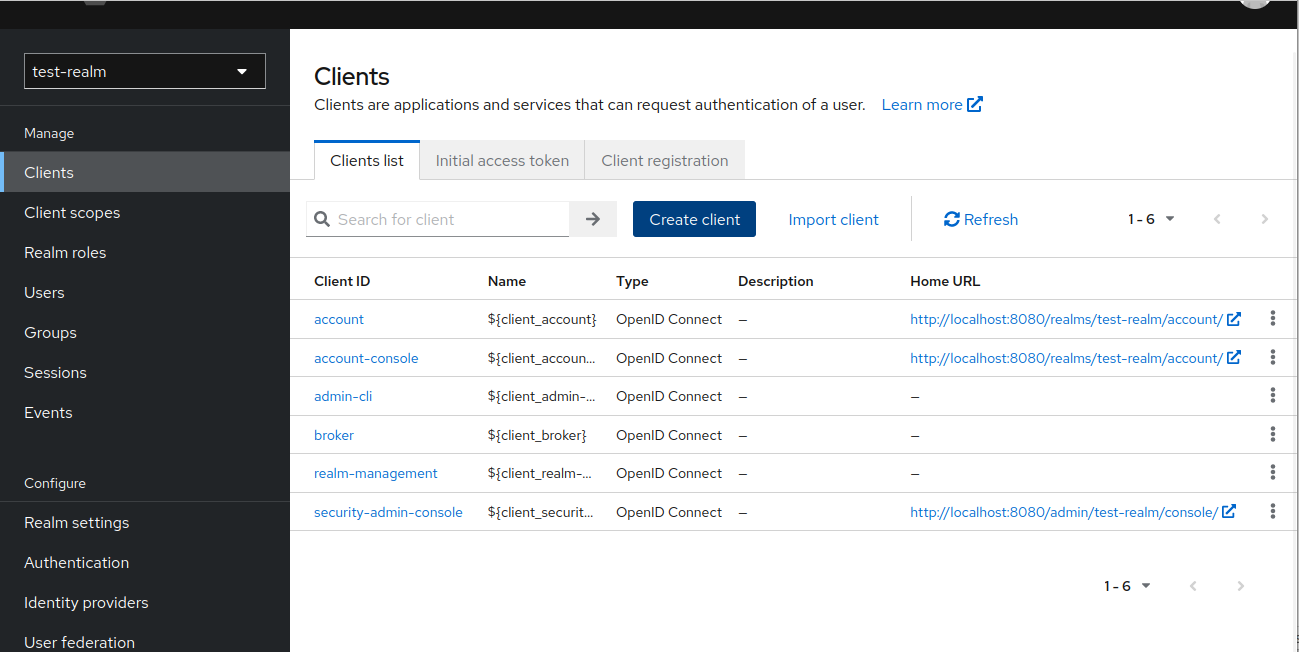 test-realm
Manage
Clients
Client scopes
Realm roles
Users
Groups
Sessions
Events
Configure
Realm settings
Authentication
Identity providers
User federation
Clients
Clients are applications and services that can request authentication of a user. Learn more
Clients list Initial access token Client registration
Search for client Create client Import client Refresh 1 - 6
Client ID Name Type Description Home URL
account ${client_account} OpenID Connect – http://localhost:8080/realms/test-realm/account/
account-console ${client_accoun... OpenID Connect – http://localhost:8080/realms/test-realm/account/
admin-cli ${client_admin-... OpenID Connect – –
broker ${client_broker} OpenID Connect – –
realm-management ${client_realm-... OpenID Connect – –
security-admin-console ${client_securit... OpenID Connect – http://localhost:8080/admin/test-realm/console/
1 - 6